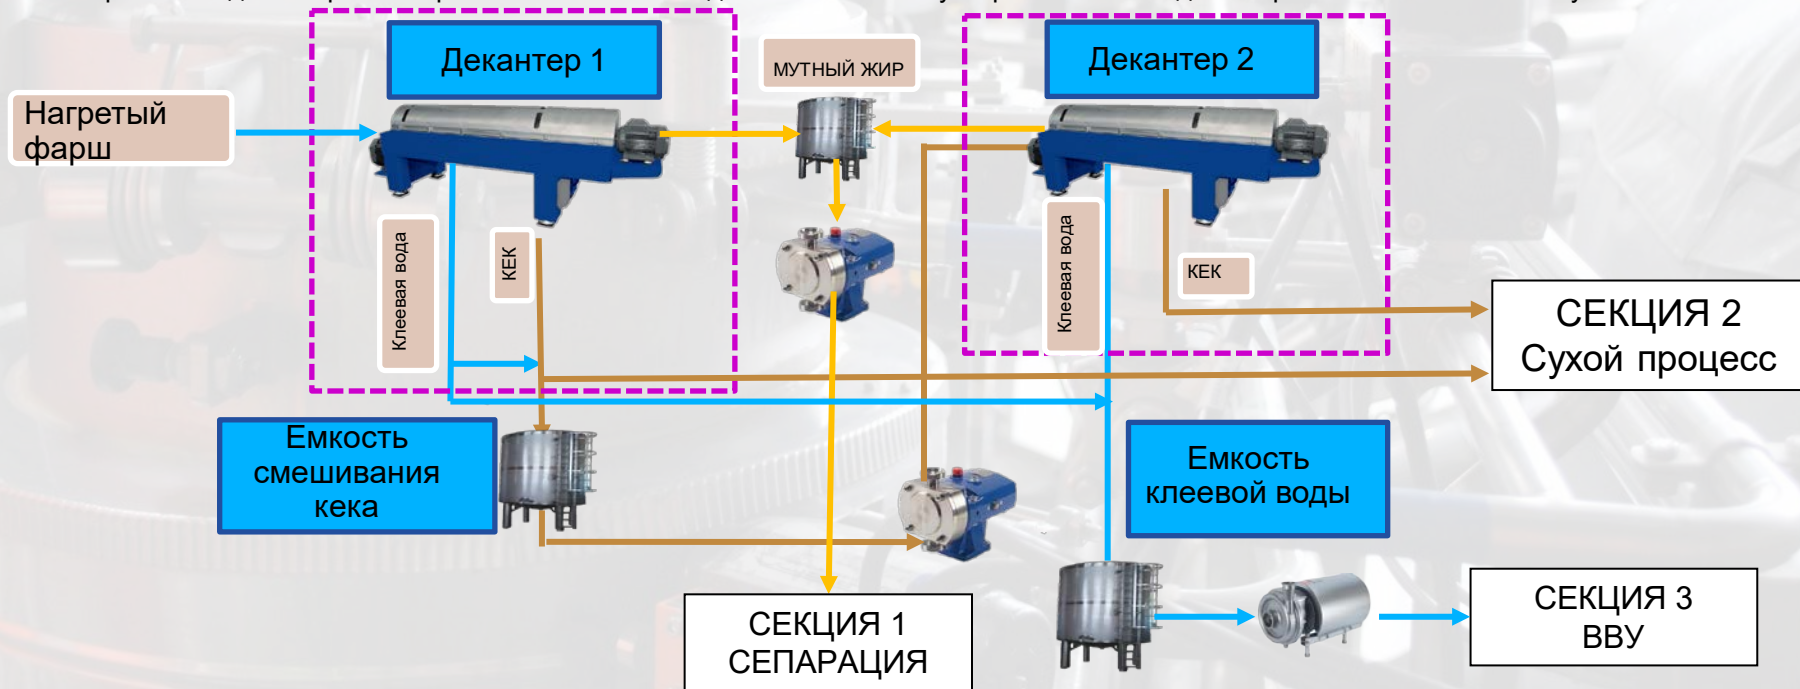 Декантер 1
МУТНЫЙ ЖИР
Декантер 2
Нагретый
фарш
Клеевая вода
КЕК
Клеевая вода
КЕК
СЕКЦИЯ 2
Сухой процесс
Емкость
смешивания
кека
Емкость
клеевой воды
СЕКЦИЯ 1
СЕПАРАЦИЯ
СЕКЦИЯ 3
ВВУ